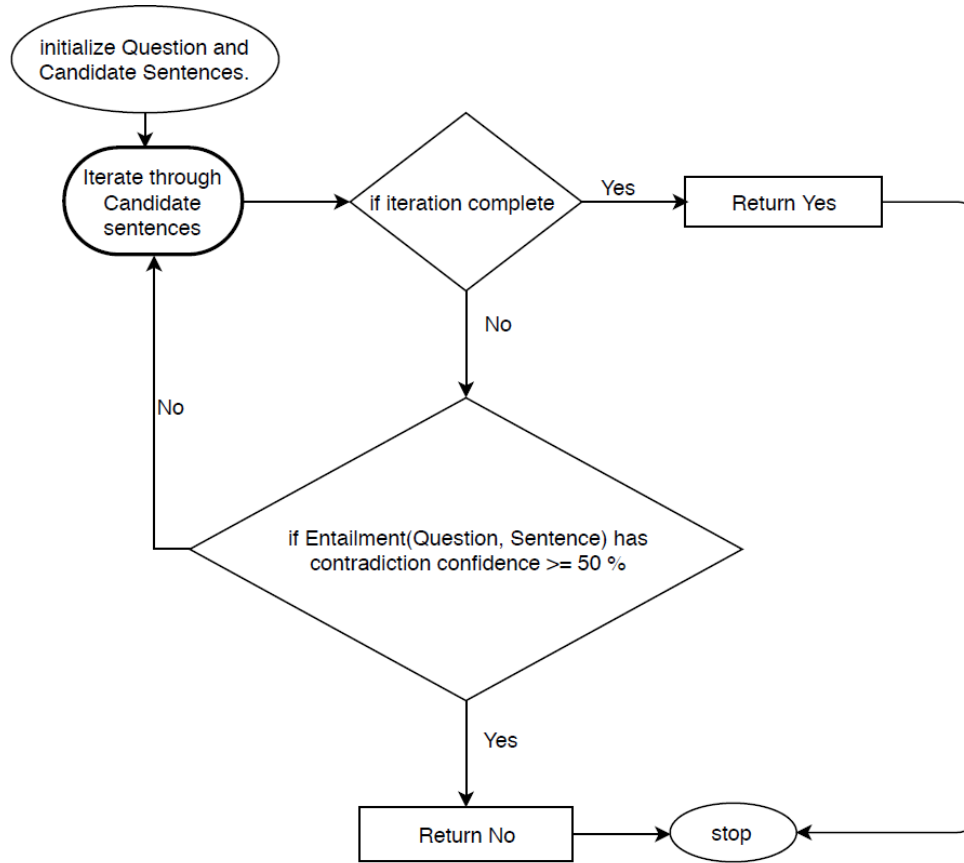 initialize Question and
Candidate Sentences.
Iterate through
Candidate
sentences
if iteration complete
Yes
Return Yes
No
No
if Entailment(Question, Sentence) has
contradiction confidence >= 50 %
Yes
Return No
stop